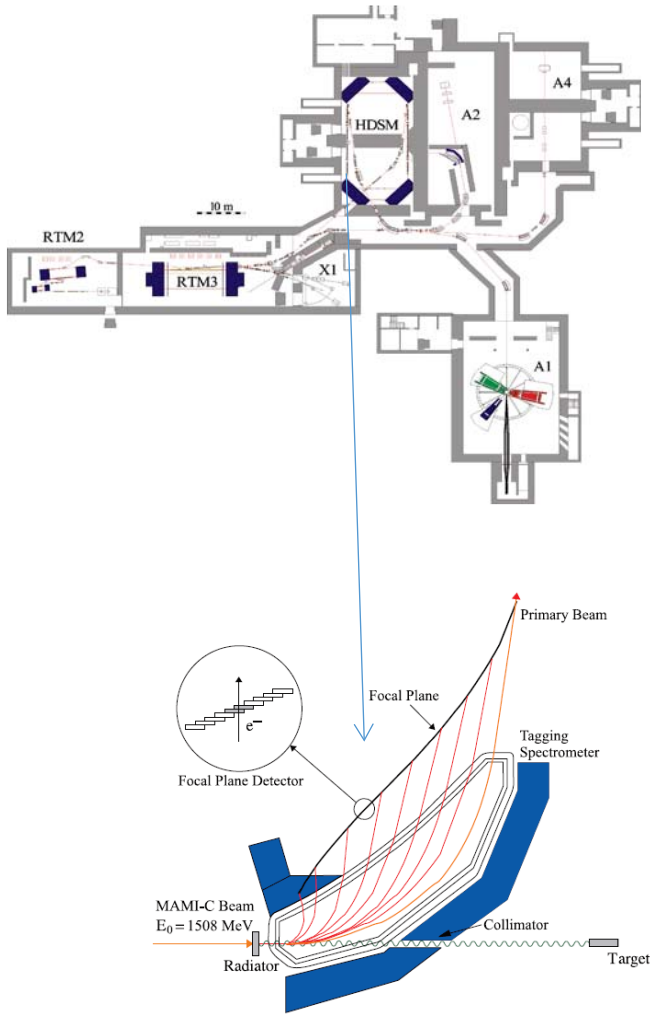 HDSM
A2
A4
10 m
RTM2
RTM3
X1
A1
Primary Beam
Focal Plane
e−
Tagging
Spectrometer
Focal Plane Detector
MAMI-C Beam
E₀ = 1508 MeV
Collimator
Radiator
Target